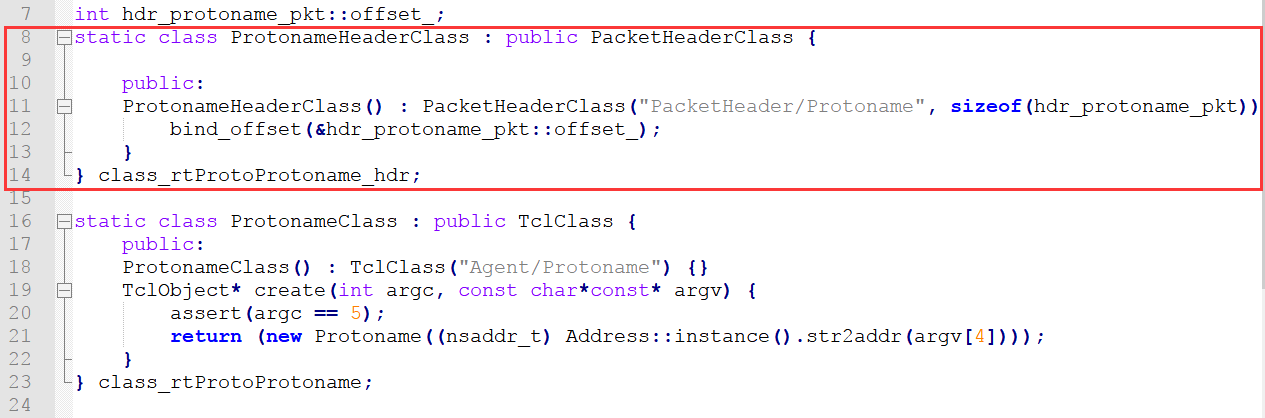 7 int hdr_protoname_pkt::offset_;
8 static class ProtonameHeaderClass : public PacketHeaderClass {
9
10 public:
11 ProtonameHeaderClass() : PacketHeaderClass("PacketHeader/Protoname", sizeof(hdr_protoname_pkt))
12 bind_offset(&hdr_protoname_pkt::offset_);
13 }
14 } class_rtProtoProtoname_hdr;
15
16 static class ProtonameClass : public TclClass {
17 public:
18 ProtonameClass() : TclClass("Agent/Protoname") {}
19 TclObject* create(int argc, const char*const* argv) {
20 assert(argc == 5);
21 return (new Protoname((nsaddr_t) Address::instance().str2addr(argv[4])));
22 }
23 } class_rtProtoProtoname;
24